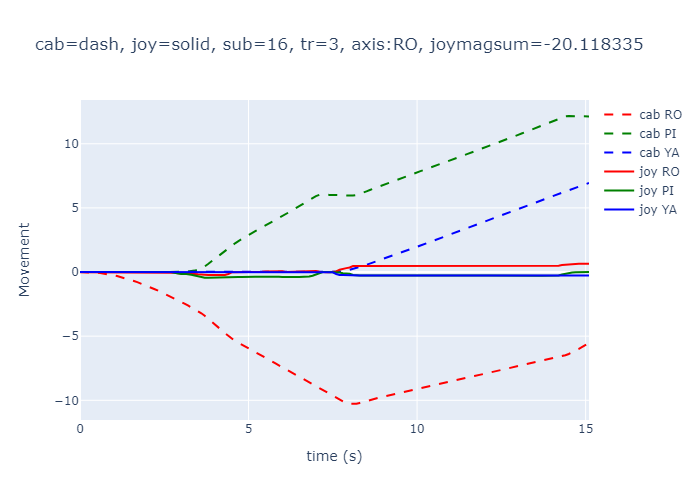 cab=dash, joy=solid, sub=16, tr=3, axis:RO, joymagsum=-20.118335
cab RO
cab PI
cab YA
joy RO
joy PI
joy YA
10
5
0
−5
−10
Movement
0
5
10
15
time (s)